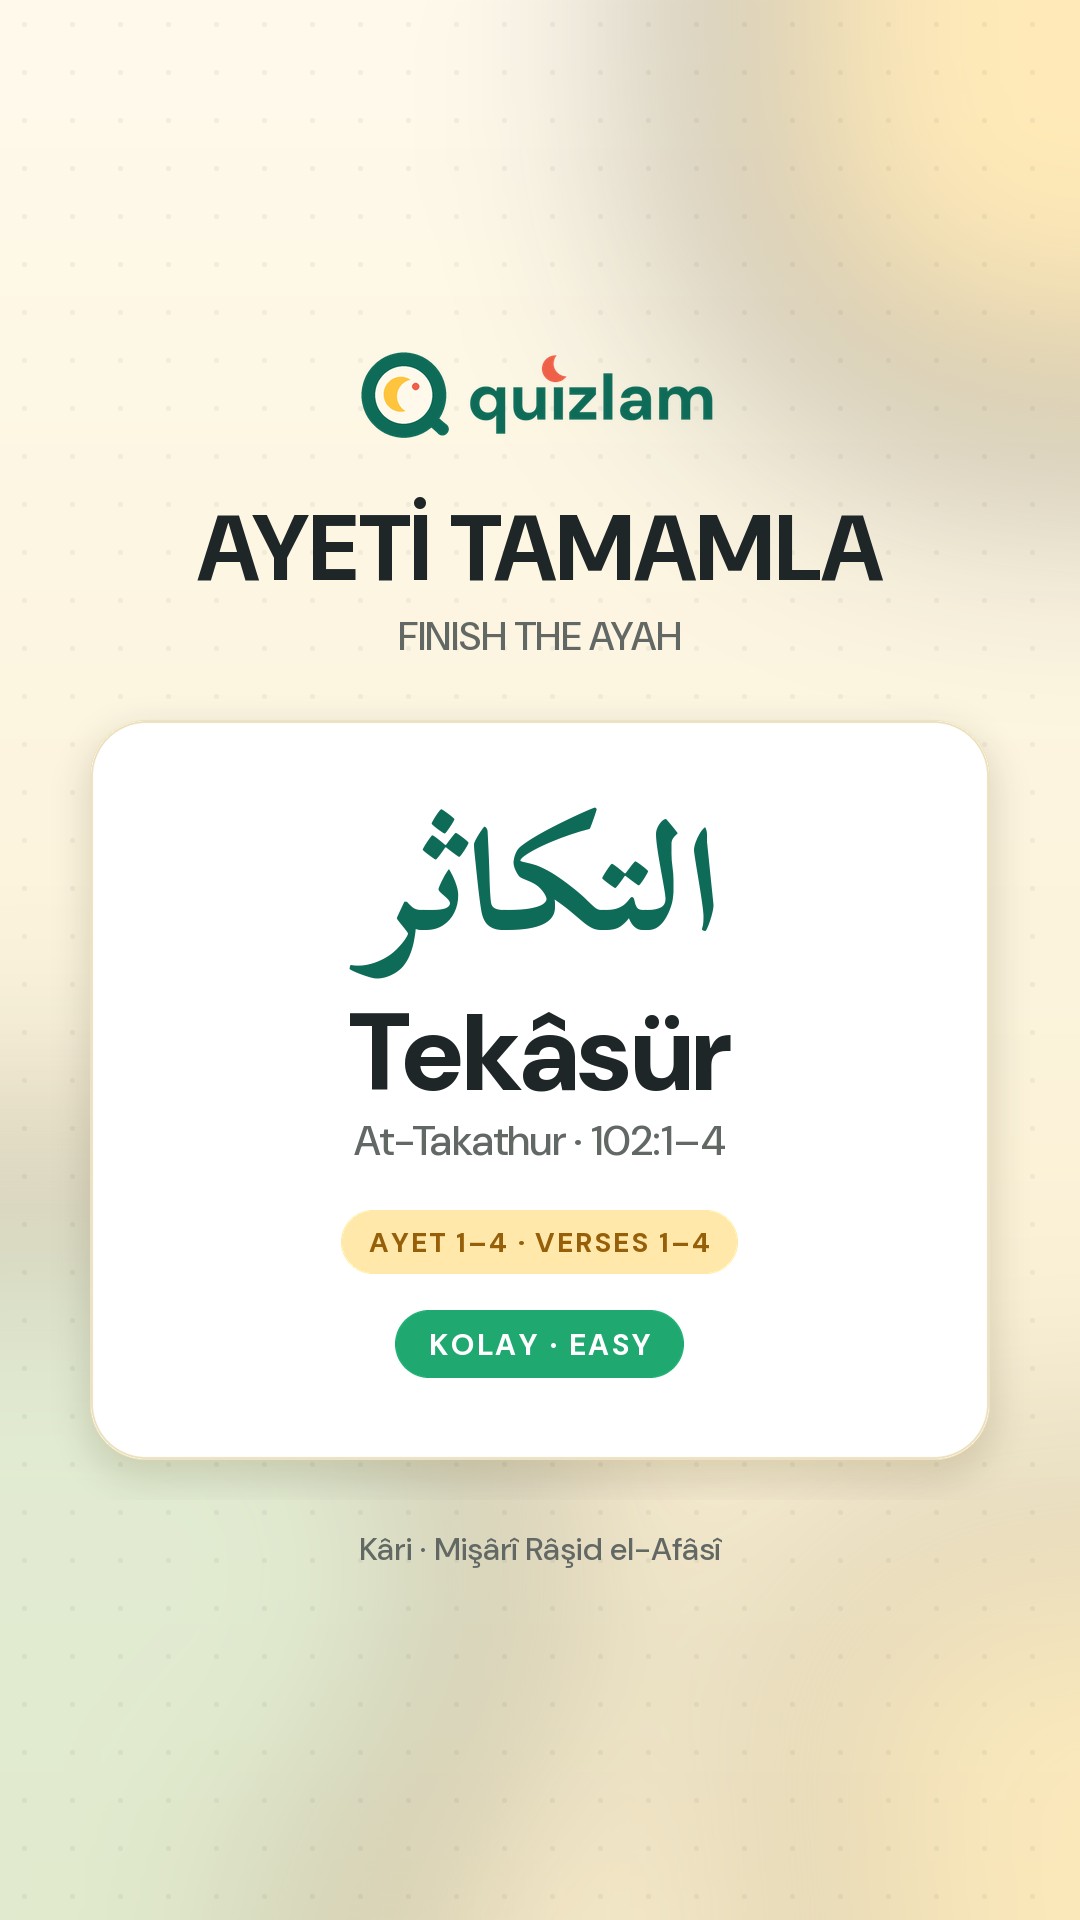 quizlam
AYETİ TAMAMLA
FINISH THE AYAH
التكاثر
Tekâsür
At-Takathur · 102:1–4
AYET 1–4 · VERSES 1–4
KOLAY · EASY
Kâri · Mişârî Râşid el-Afâsî